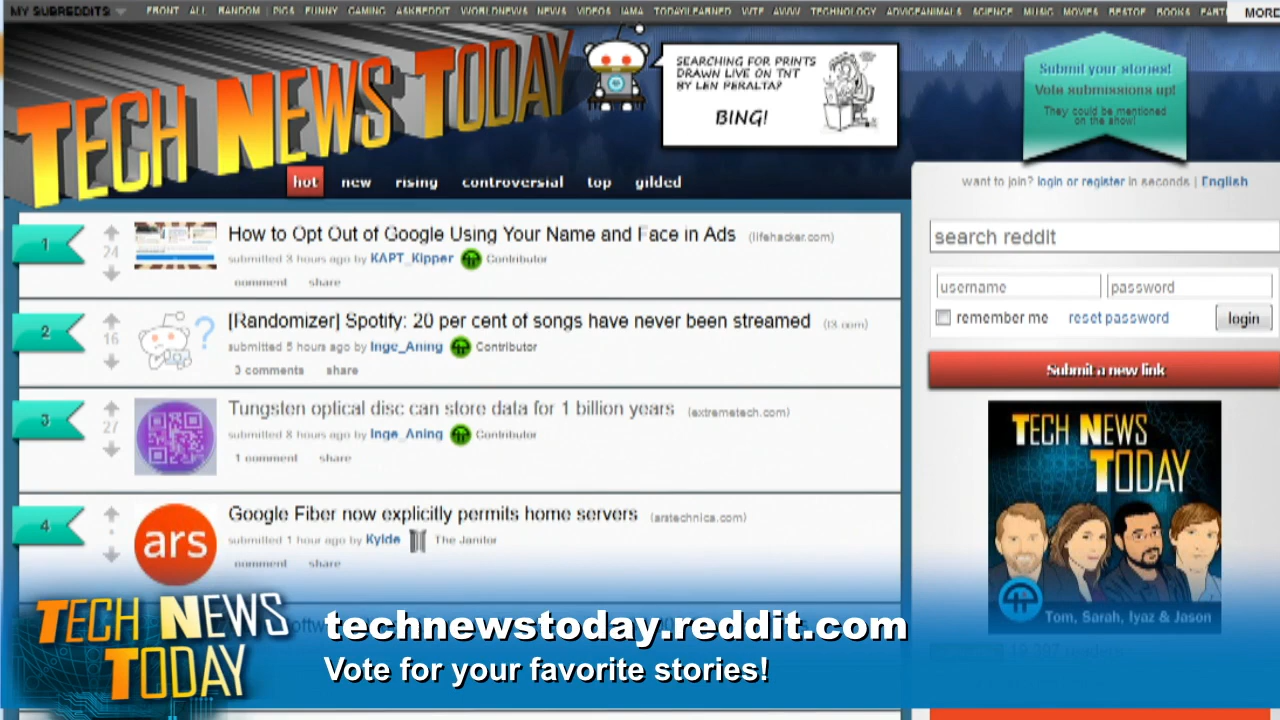 MY SUBREDDITS FRONT ALL RANDOM | PICS FUNNY GAMING ASKREDDIT WORLDNEWS NEWS VIDEOS IAMA TODAYILEARNED WTF AWW TECHNOLOGY ADVICEANIMALS SCIENCE MUSIC MOVIES BESTOF BOOKS EART MORE
TECH NEWS TODAY
SEARCHING FOR PRINTS
DRAWN LIVE ON TNT
BY LEN PERALTA?
BING!
Submit your stories!
Vote submissions up!
They could be mentioned
on the show!
hot new rising controversial top gilded
want to join? login or register in seconds | English
search reddit
username password
remember me reset password login
Submit a new link
1 24 How to Opt Out of Google Using Your Name and Face in Ads (lifehacker.com)
submitted 3 hours ago by KAPT_Kipper Contributor
comment share
2 16 [Randomizer] Spotify: 20 per cent of songs have never been streamed
submitted 5 hours ago by Inge_Aning Contributor
3 comments share
3 27 Tungsten optical disc can store data for 1 billion years (extremetech.com)
submitted 8 hours ago by Inge_Aning Contributor
1 comment share
4 ars Google Fiber now explicitly permits home servers (arstechnica.com)
submitted 1 hour ago by Kylde The Janitor
comment share
TECH NEWS
TODAY
Tom, Sarah, Iyaz & Jason
TECH NEWS
TODAY
technewstoday.reddit.com
Vote for your favorite stories!